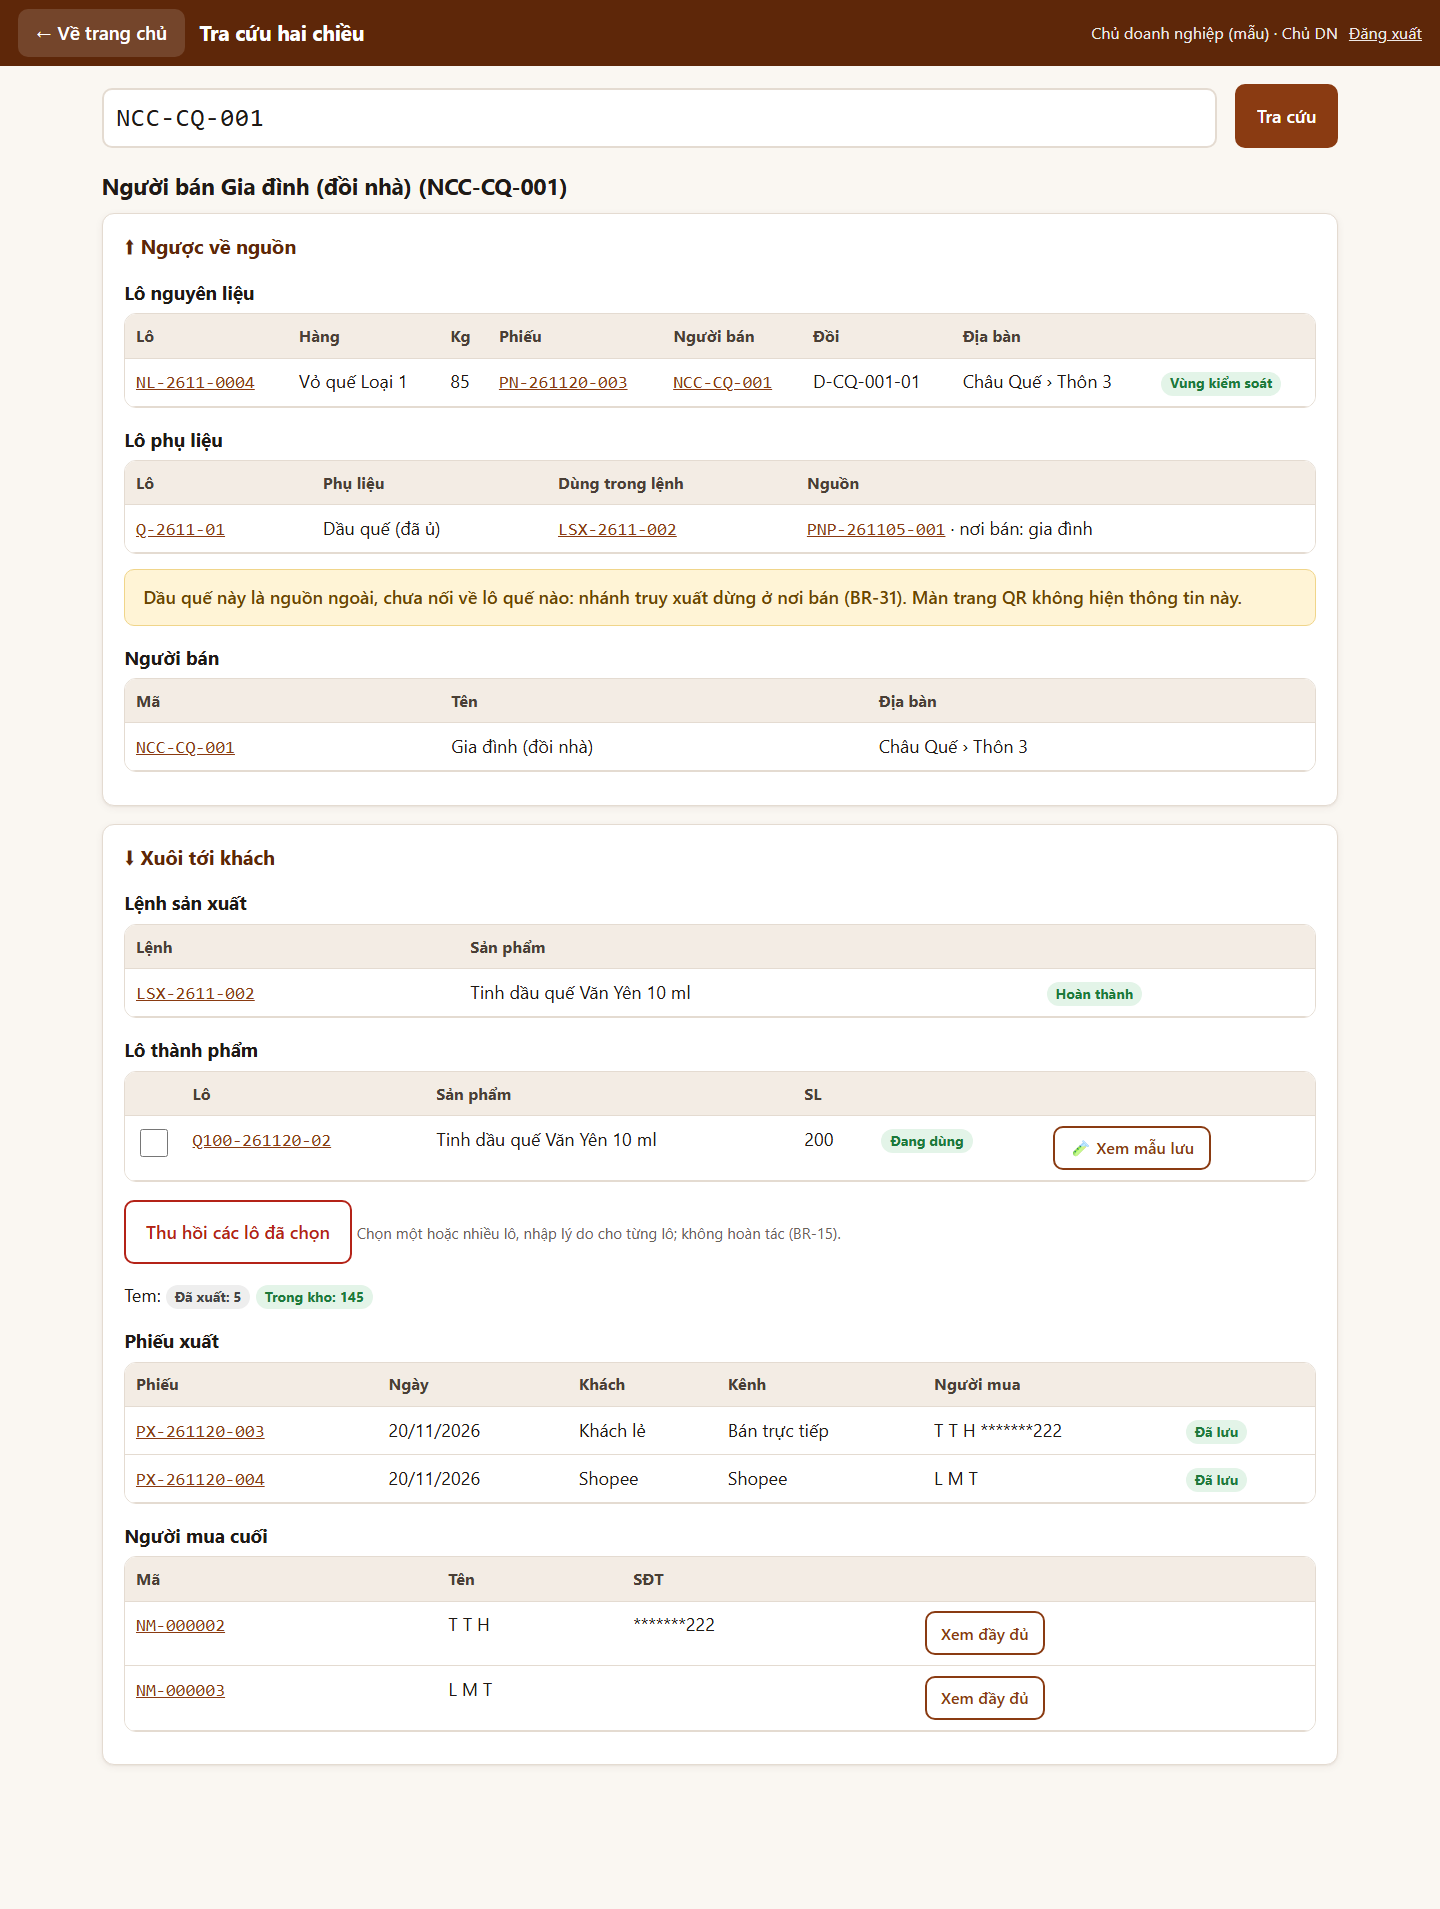 ← Về trang chủ Tra cứu hai chiều Chủ doanh nghiệp (mẫu) · Chủ DN Đăng xuất
NCC-CQ-001 Tra cứu
Người bán Gia đình (đồi nhà) (NCC-CQ-001)
⬆ Ngược về nguồn
Lô nguyên liệu
Lô Hàng Kg Phiếu Người bán Đồi Địa bàn
NL-2611-0004 Vỏ quế Loại 1 85 PN-261120-003 NCC-CQ-001 D-CQ-001-01 Châu Quế › Thôn 3 Vùng kiểm soát
Lô phụ liệu
Lô Phụ liệu Dùng trong lệnh Nguồn
Q-2611-01 Dầu quế (đã ủ) LSX-2611-002 PNP-261105-001 · nơi bán: gia đình
Dầu quế này là nguồn ngoài, chưa nối về lô quế nào: nhánh truy xuất dừng ở nơi bán (BR-31). Màn trang QR không hiện thông tin này.
Người bán
Mã Tên Địa bàn
NCC-CQ-001 Gia đình (đồi nhà) Châu Quế › Thôn 3
⬇ Xuôi tới khách
Lệnh sản xuất
Lệnh Sản phẩm
LSX-2611-002 Tinh dầu quế Văn Yên 10 ml Hoàn thành
Lô thành phẩm
Lô Sản phẩm SL
Q100-261120-02 Tinh dầu quế Văn Yên 10 ml 200 Đang dùng Xem mẫu lưu
Thu hồi các lô đã chọn Chọn một hoặc nhiều lô, nhập lý do cho từng lô; không hoàn tác (BR-15).
Tem: Đã xuất: 5 Trong kho: 145
Phiếu xuất
Phiếu Ngày Khách Kênh Người mua
PX-261120-003 20/11/2026 Khách lẻ Bán trực tiếp T T H *******222 Đã lưu
PX-261120-004 20/11/2026 Shopee Shopee L M T Đã lưu
Người mua cuối
Mã Tên SĐT
NM-000002 T T H *******222 Xem đầy đủ
NM-000003 L M T Xem đầy đủ